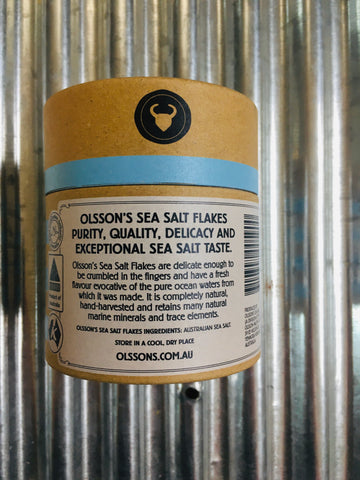 OLSSON'S SEA SALT FLAKES
PURITY, QUALITY, DELICACY AND
EXCEPTIONAL SEA SALT TASTE.
Olsson's Sea Salt Flakes are delicate enough to
be crumbled in the fingers and have a fresh
flavour evocative of the pure ocean waters from
which it was made. It is completely natural,
hand-harvested and retains many natural
marine minerals and trace elements.
OLSSON'S SEA SALT FLAKES INGREDIENTS: AUSTRALIAN SEA SALT.
STORE IN A COOL, DRY PLACE
OLSSONS.COM.AU